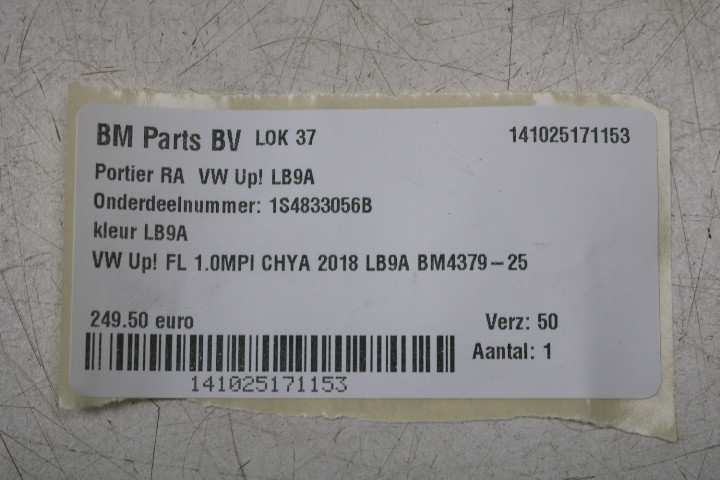 BM Parts BV LOK 37 141025171153
Portier RA VW Up! LB9A
Onderdeelnummer: 1S4833056B
kleur LB9A
VW Up! FL 1.0MPI CHYA 2018 LB9A BM4379-25
249.50 euro Verz: 50
Aantal: 1
141025171153